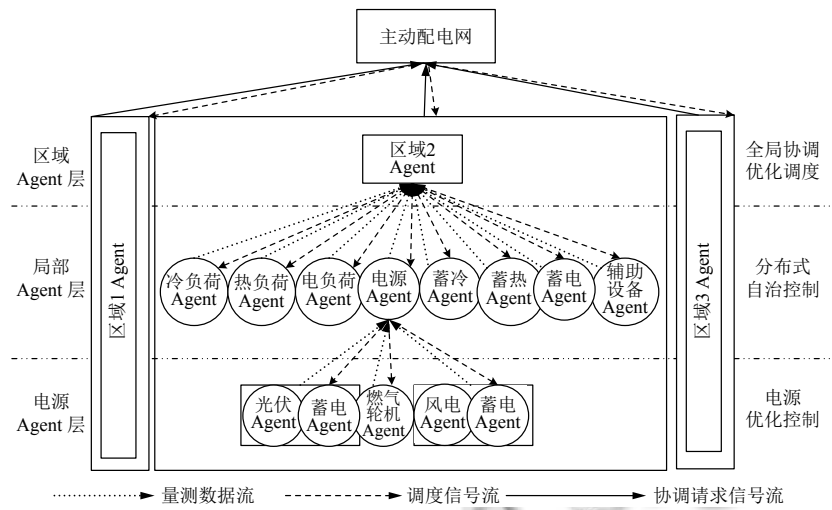 主动配电网
区域
Agent 层
区域2
Agent
全局协调
优化调度
区域1 Agent
区域3 Agent
局部
Agent 层
冷负荷
Agent
热负荷
Agent
电负荷
Agent
电源
Agent
蓄冷
Agent
蓄热
Agent
蓄电
Agent
辅助
设备
Agent
分布式
自治控制
电源
Agent 层
光伏
Agent
蓄电
Agent
燃气
轮机
Agent
风电
Agent
蓄电
Agent
电源
优化控制
量测数据流
调度信号流
协调请求信号流